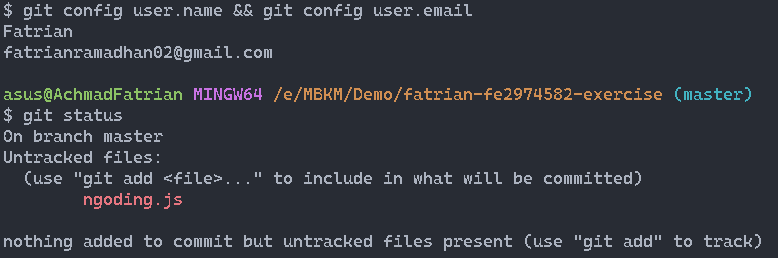 $ git config user.name && git config user.email
Fatrian
fatrianramadhan02@gmail.com
asus@AchmadFatrian MINGW64 /e/MBKM/Demo/fatrian-fe2974582-exercise (master)
$ git status
On branch master
Untracked files:
  (use "git add <file>..." to include in what will be committed)
        ngoding.js
nothing added to commit but untracked files present (use "git add" to track)